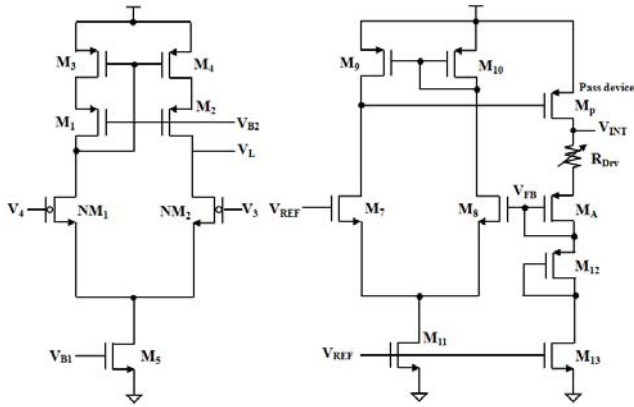 M3
M4
M9
M10
Pass device
MP
VINT
M1
M2
VB2
VL
RDrv
V4
NM1
NM2
V3
VREF
M7
M8
VFB
MA
M12
VB1
M5
VREF
M11
M13